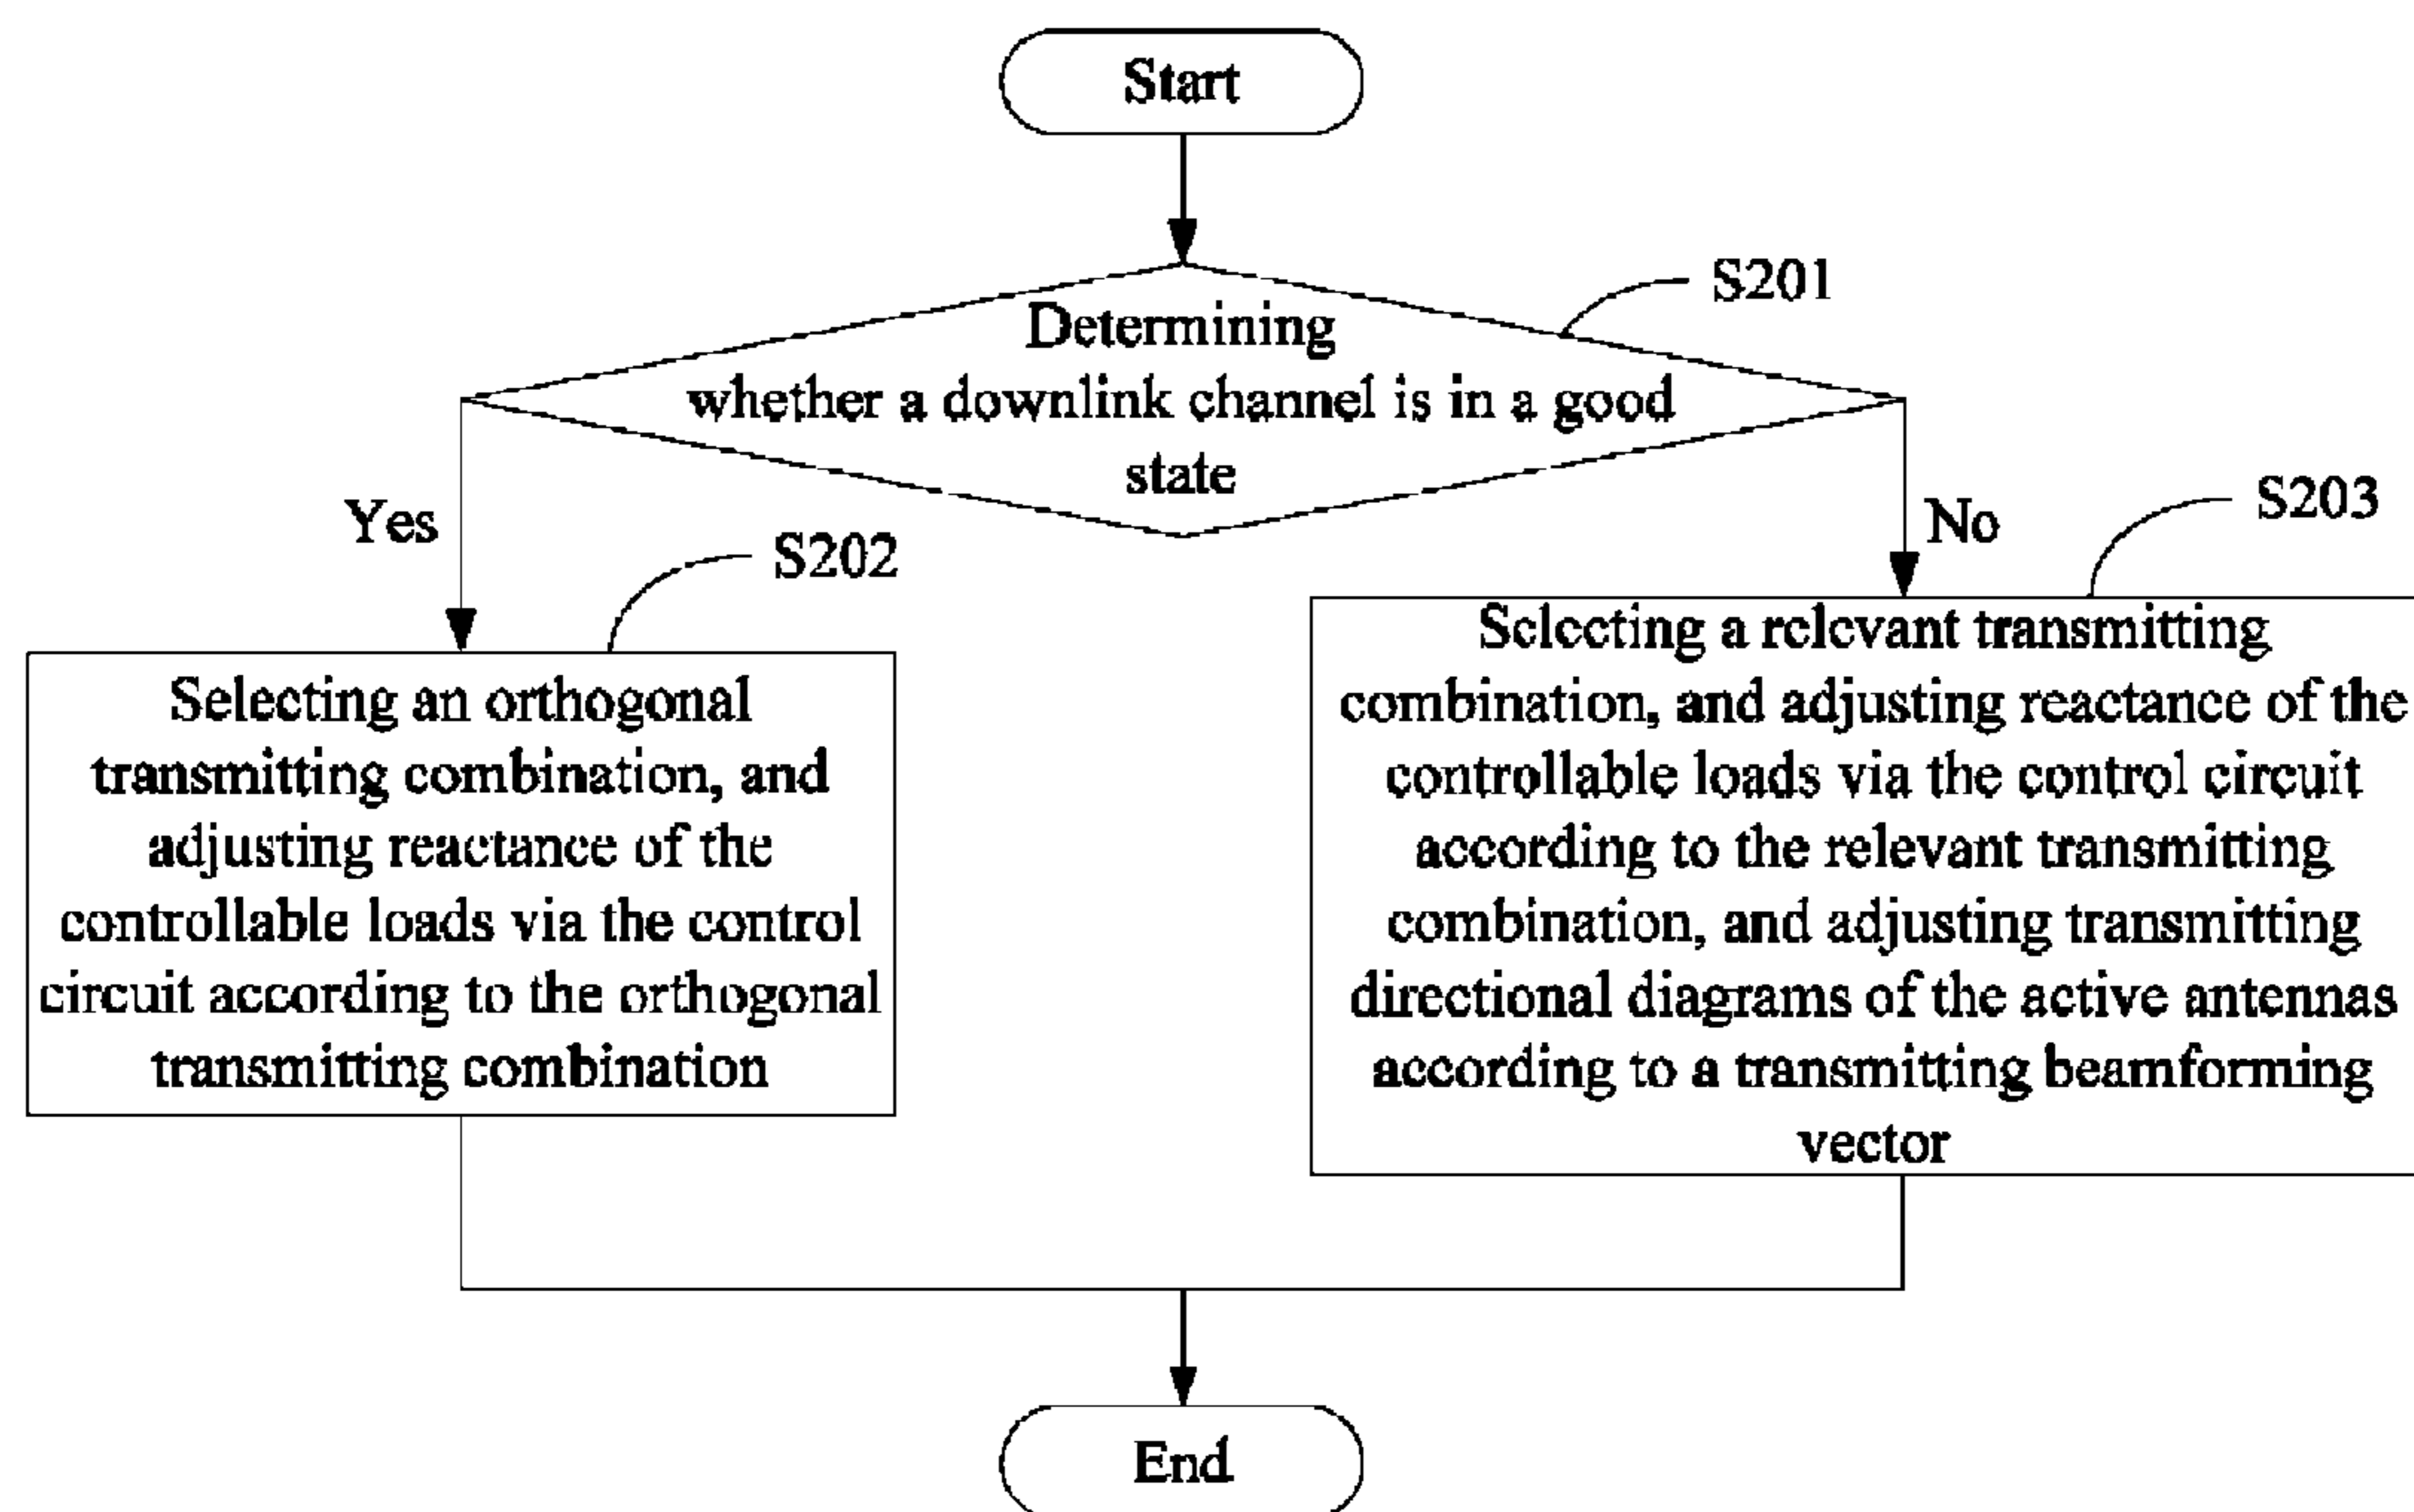 Start
S201
Determining
whether a downlink channel is in a good
state
Yes
No
S202
S203
Selecting an orthogonal
transmitting combination, and
adjusting reactance of the
controllable loads via the control
circuit according to the orthogonal
transmitting combination
Selecting a relevant transmitting
combination, and adjusting reactance of the
controllable loads via the control circuit
according to the relevant transmitting
combination, and adjusting transmitting
directional diagrams of the active antennas
according to a transmitting beamforming
vector
End